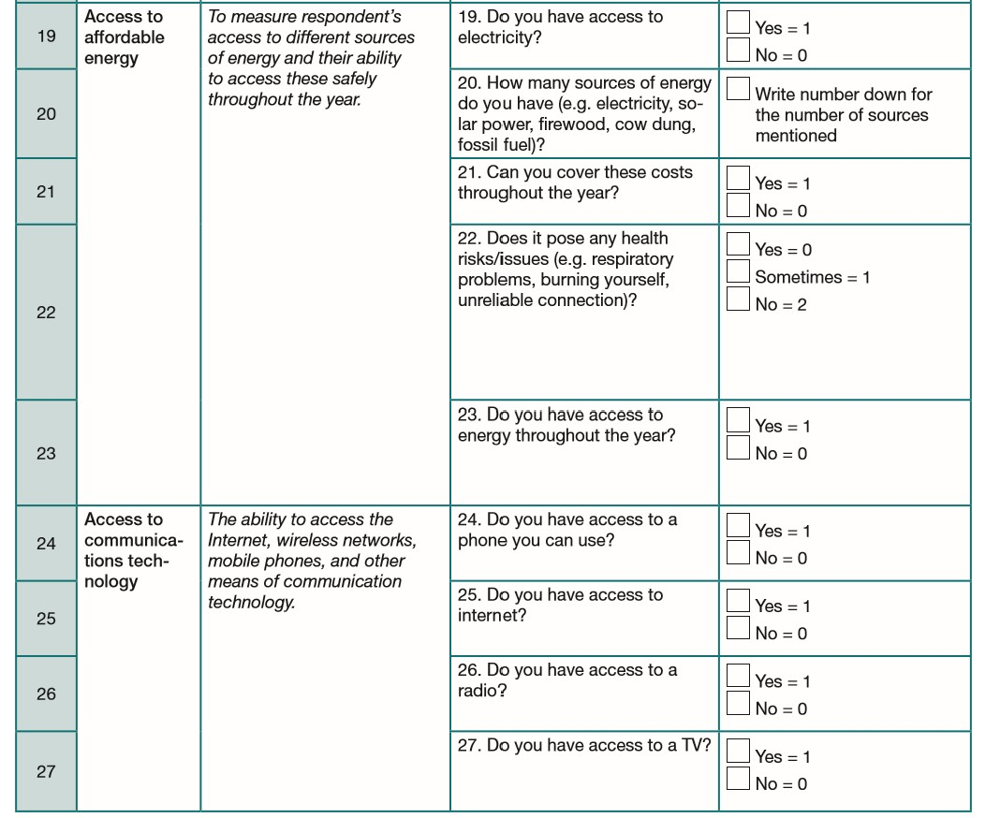 19
Access to
affordable
energy
To measure respondent's
access to different sources
of energy and their ability
to access these safely
throughout the year.
19. Do you have access to
electricity?
Yes = 1
No = 0
20
20. How many sources of energy
do you have (e.g. electricity, so-
lar power, firewood, cow dung,
fossil fuel)?
Write number down for
the number of sources
mentioned
21
21. Can you cover these costs
throughout the year?
Yes = 1
No = 0
22
22. Does it pose any health
risks/issues (e.g. respiratory
problems, burning yourself,
unreliable connection)?
Yes = 0
Sometimes = 1
No = 2
23
23. Do you have access to
energy throughout the year?
Yes = 1
No = 0
24
Access to
communica-
tions tech-
nology
The ability to access the
Internet, wireless networks,
mobile phones, and other
means of communication
technology.
24. Do you have access to a
phone you can use?
Yes = 1
No = 0
25
25. Do you have access to
internet?
Yes = 1
No = 0
26
26. Do you have access to a
radio?
Yes = 1
No = 0
27
27. Do you have access to a TV?
Yes = 1
No = 0